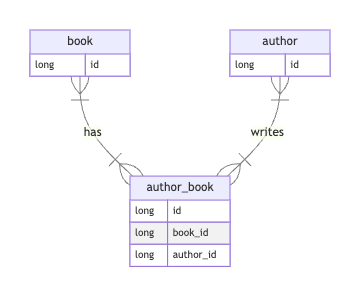 book
author
long id
long id
has
writes
author_book
long id
long book_id
long author_id